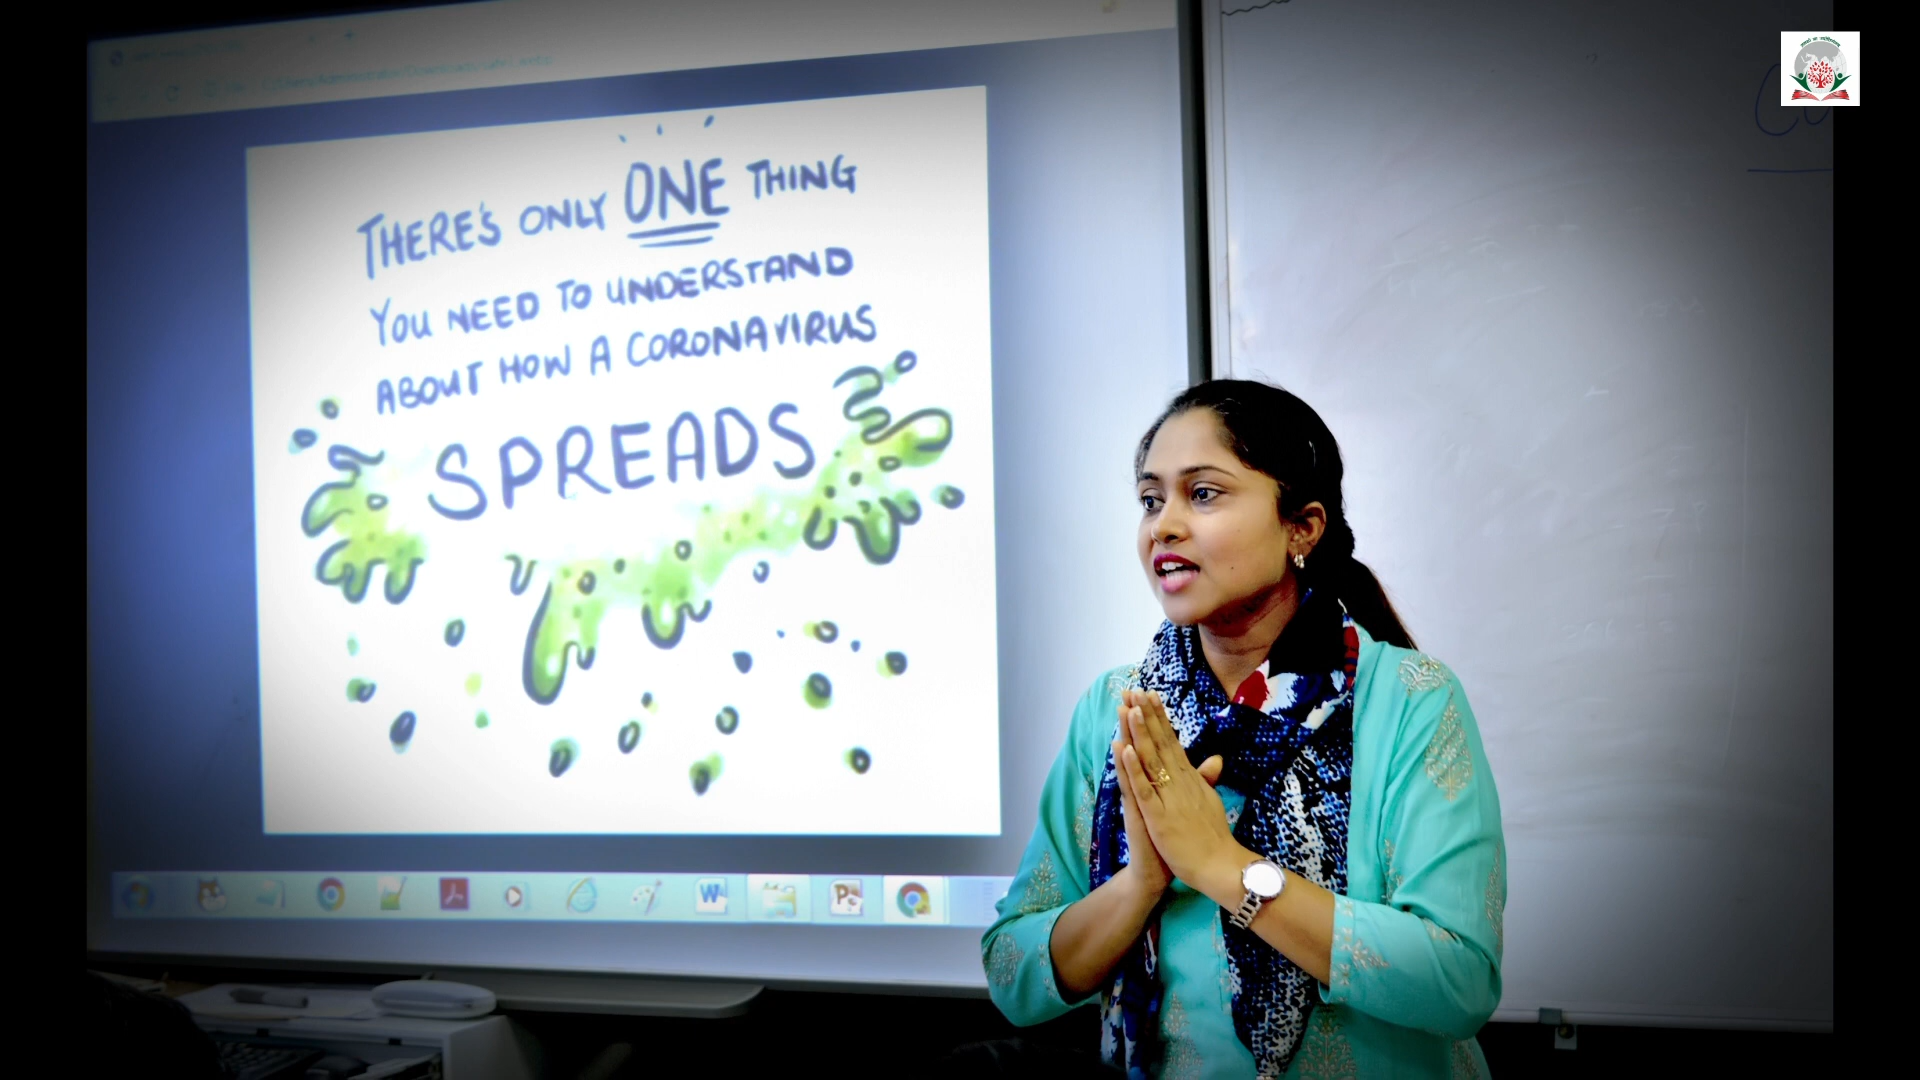 THERE'S ONLY ONE THING
YOU NEED TO UNDERSTAND
ABOUT HOW A CORONAVIRUS
SPREADS